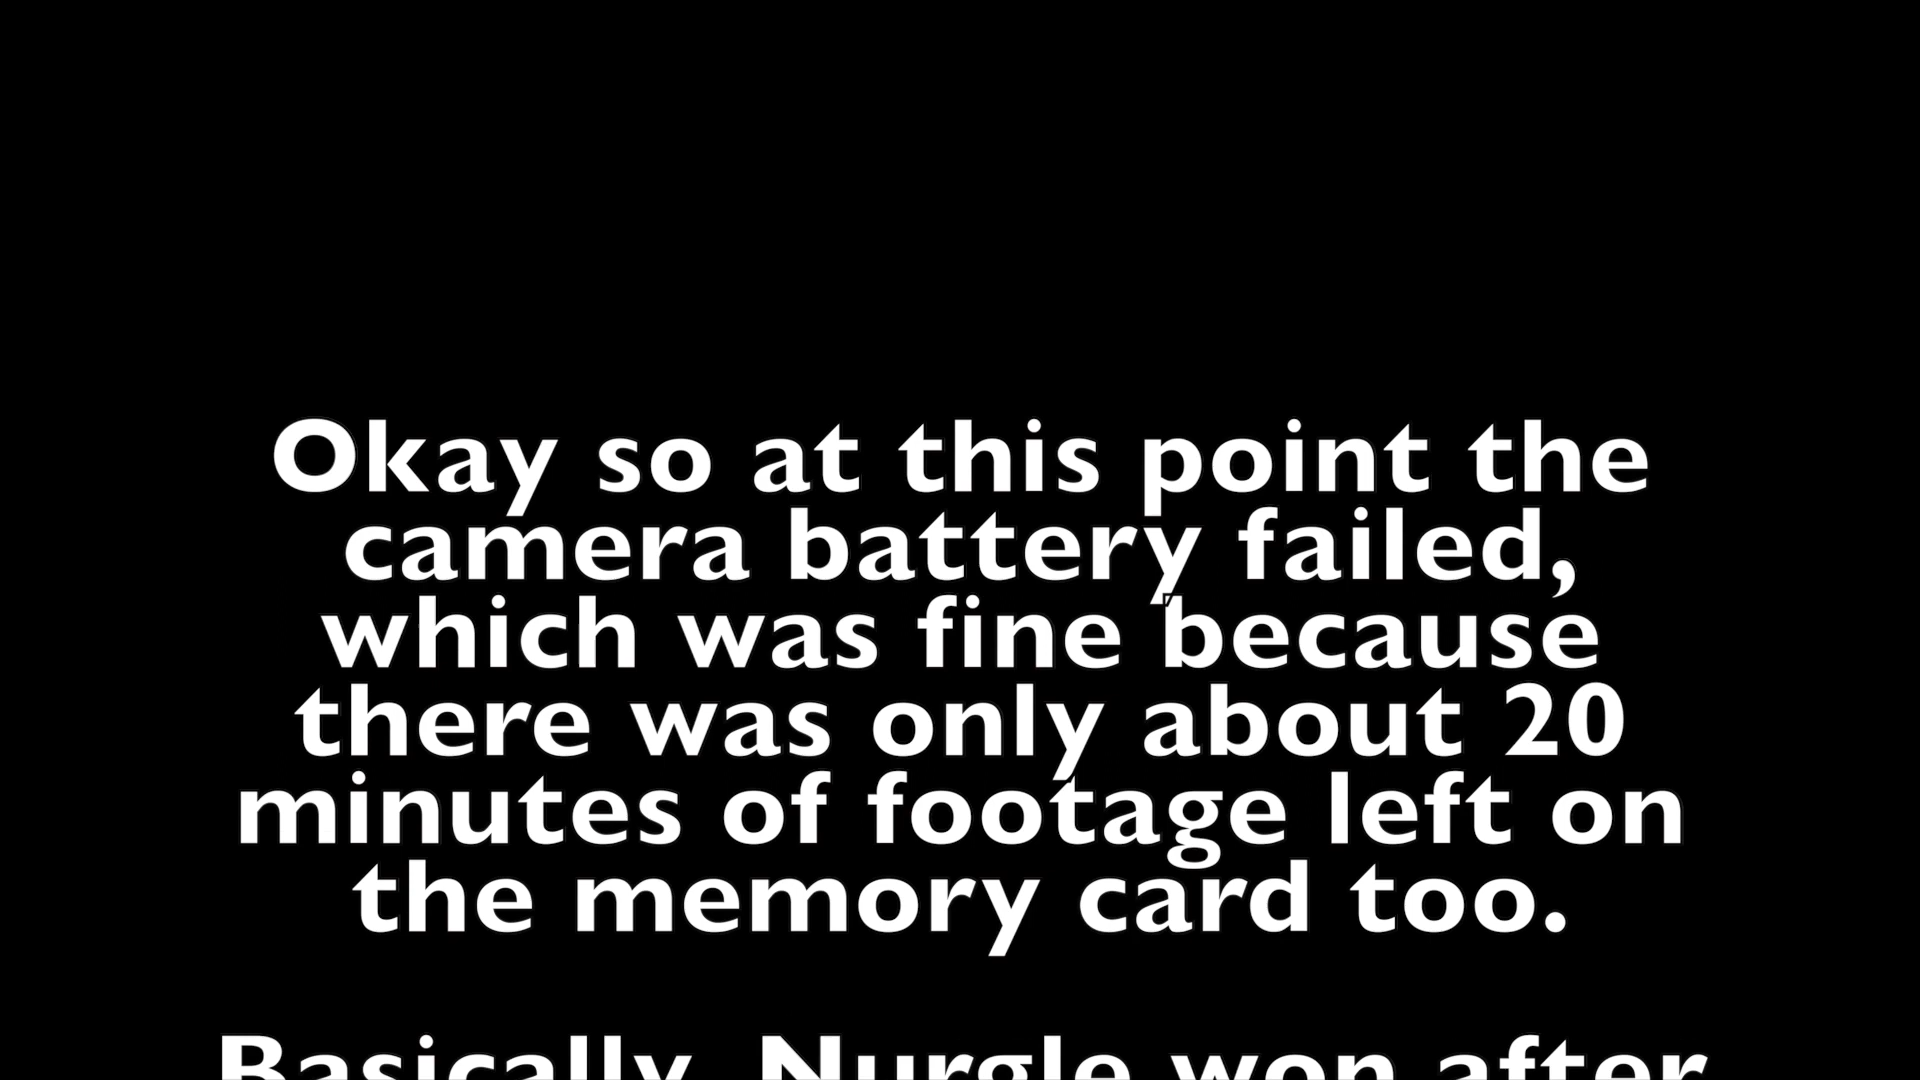 Okay so at this point the
camera battery failed,
which was fine because
there was only about 20
minutes of footage left on
the memory card too.
Basically, Nurgle won after